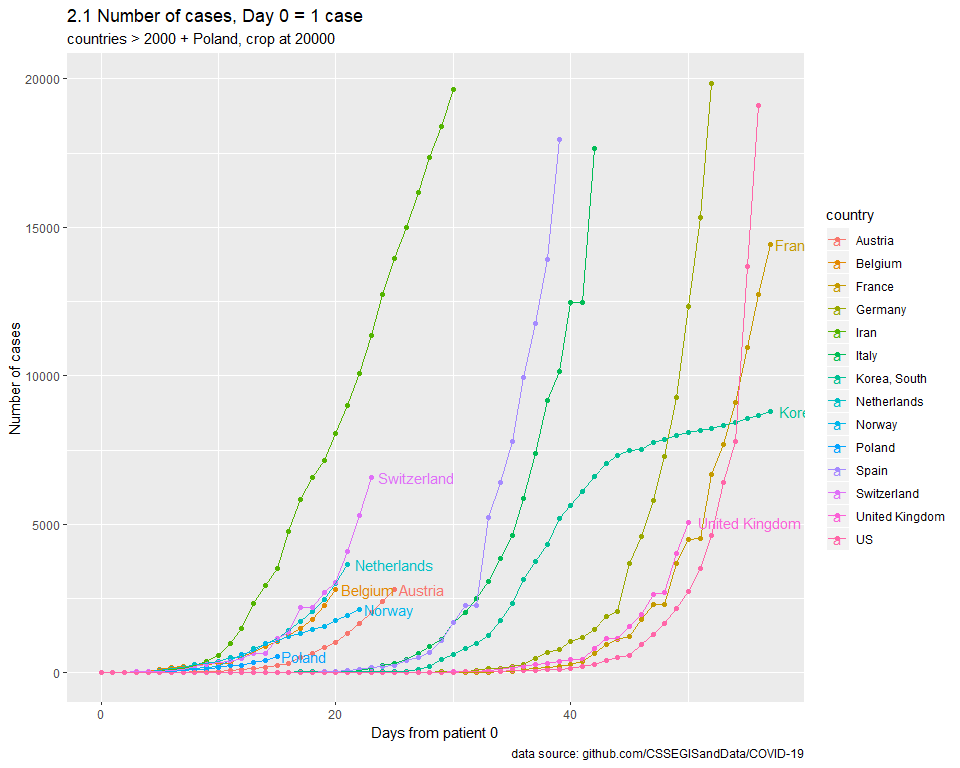 2.1 Number of cases, Day 0 = 1 case
countries > 2000 + Poland, crop at 20000
20000
15000
10000
5000
0
Number of cases
Fran
Kore
Switzerland
United Kingdom
Netherlands
Belgium
Austria
Norway
Poland
0
20
40
Days from patient 0
data source: github.com/CSSEGISandData/COVID-19
country
a Austria
a Belgium
a France
a Germany
a Iran
a Italy
a Korea, South
a Netherlands
a Norway
a Poland
a Spain
a Switzerland
a United Kingdom
a US